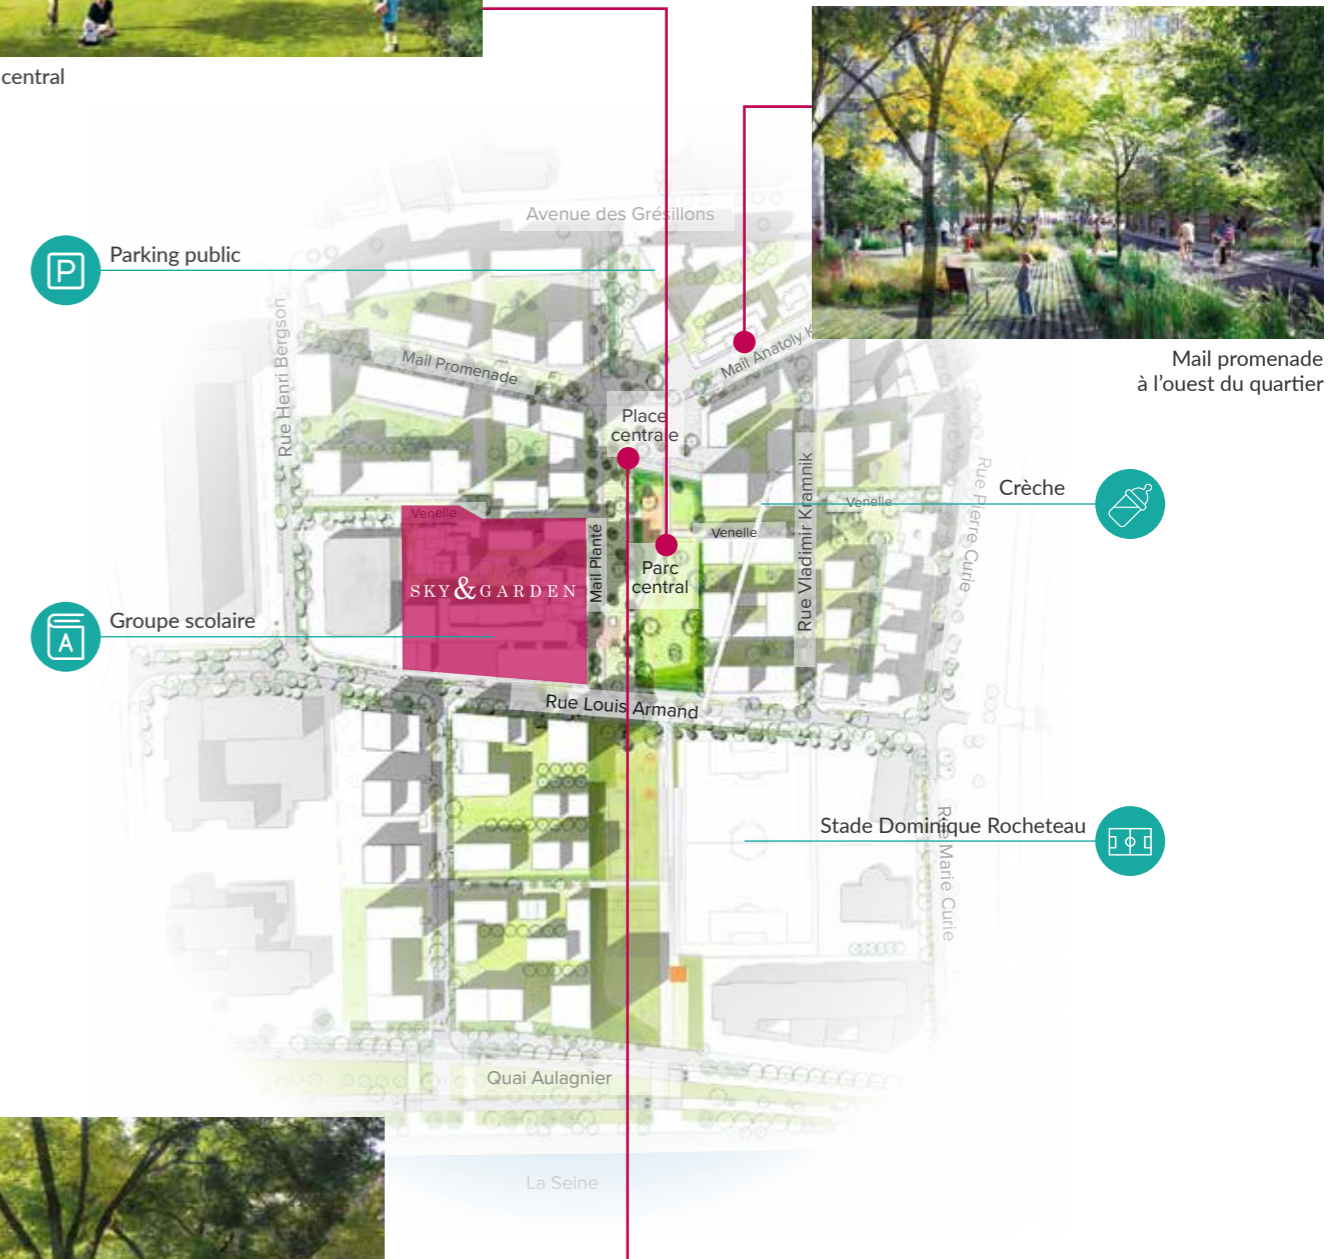 central
Avenue des Grésillons
Parking public
Rue Henri Bergson
Mail Promenade
Mail Anatoly K
Mail promenade
à l'ouest du quartier
Place
centrale
Rue Pierre Curie
Crèche
Rue Vladimir Kramnik
Venelle
Venelle
Venelle
Mail Planté
SKY&GARDEN
Parc
central
Groupe scolaire
A
P
Rue Louis Armand
Stade Dominique Rocheteau
Rue Marie Curie
Quai Aulagnier
La Seine